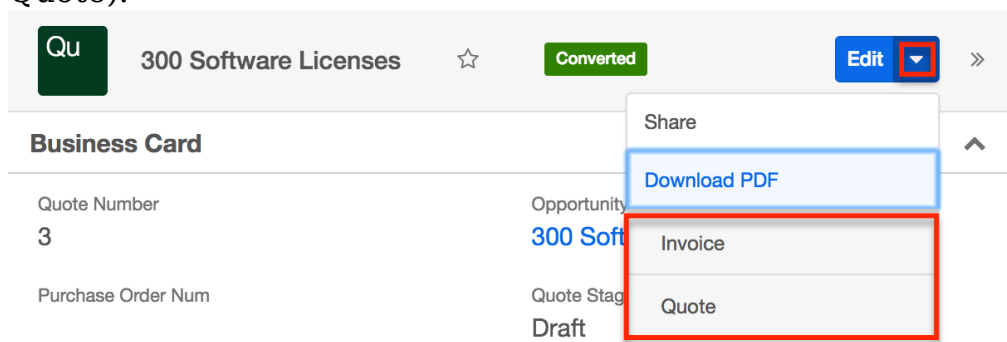 Quote).
Qu
300 Software Licenses
Converted
Edit
Share
Business Card
Download PDF
Quote Number
Opportunity
3
300 Soft
Invoice
Purchase Order Num
Quote Stag
Quote
Draft